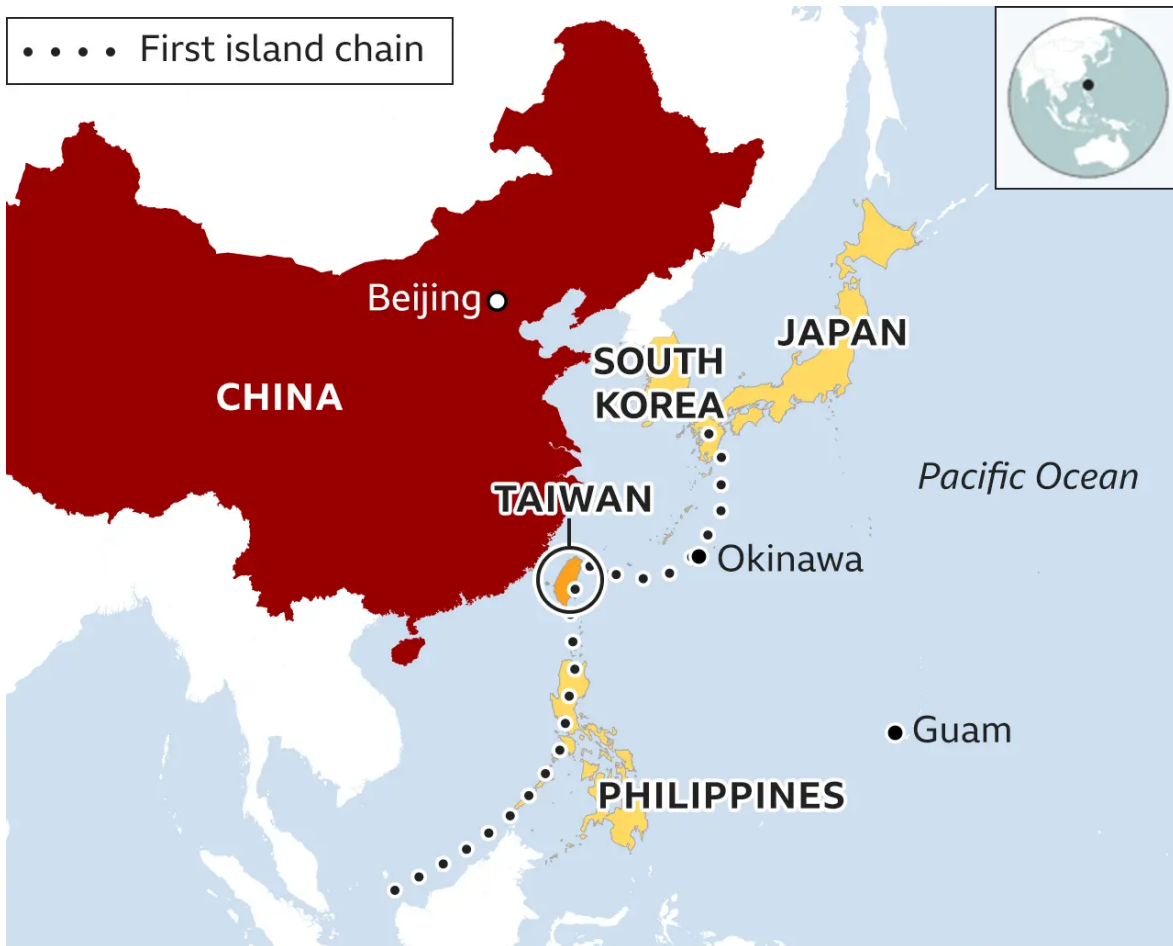 First island chain
Beijing
JAPAN
SOUTH
KOREA
CHINA
Pacific Ocean
TAIWAN
Okinawa
Guam
PHILIPPINES